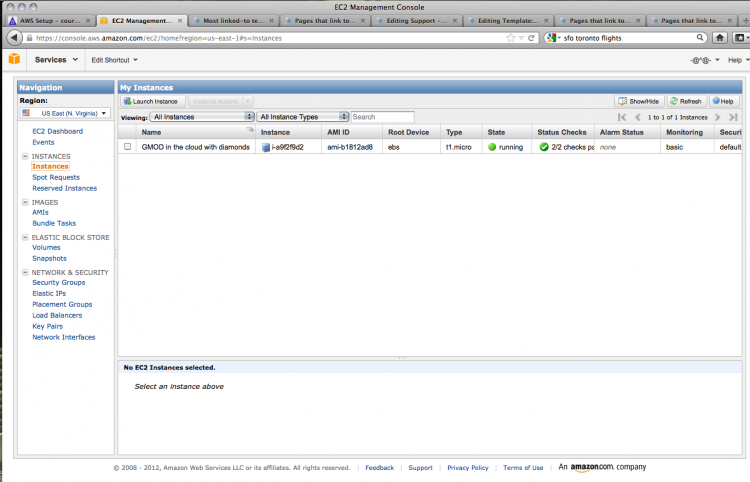 EC2 Management Console
AWS Setup – cour... EC2 Management... Most linked-to te... Pages that link to... Editing Support –... Editing Template:... Pages that link to... Pages that link to...
https://console.aws.amazon.com/ec2/home?region=us-east-1#s=Instances sfo toronto flights
Services Edit Shortcut -@^@- Help
Navigation My Instances
Region: Launch Instance Instance Actions Show/Hide Refresh Help
US East (N. Virginia) Viewing: All Instances All Instance Types Search 1 to 1 of 1 Instances
Name Instance AMI ID Root Device Type State Status Checks Alarm Status Monitoring Securi
GMOD in the cloud with diamonds i-a9f2f9d2 ami-b1812ad8 ebs t1.micro running 2/2 checks pa none basic default
EC2 Dashboard
Events
INSTANCES
Instances
Spot Requests
Reserved Instances
IMAGES
AMIs
Bundle Tasks
ELASTIC BLOCK STORE
Volumes
Snapshots
NETWORK & SECURITY
Security Groups
Elastic IPs
Placement Groups
Load Balancers
Key Pairs
Network Interfaces
No EC2 Instances selected.
Select an instance above
© 2008 - 2012, Amazon Web Services LLC or its affiliates. All rights reserved. Feedback Support Privacy Policy Terms of Use An amazon.com. company